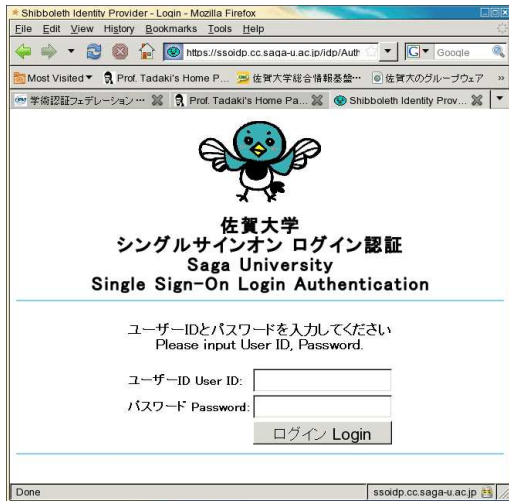 Shibboleth Identity Provider - Login - Mozilla Firefox
File Edit View History Bookmarks Tools Help
https://ssoidp.cc.saga-u.ac.jp/idp/Auth Google
Most Visited Prof. Tadaki's Home P... 佐賀大学総合情報基盤… 佐賀大のグループウェア »
学術認証フェデレーション … Prof. Tadaki's Home Pa... Shibboleth Identity Prov...
佐賀大学
シングルサインオン ログイン認証
Saga University
Single Sign-On Login Authentication
ユーザーIDとパスワードを入力してください
Please input User ID, Password.
ユーザーID User ID:
パスワード Password:
ログイン Login
Done ssoidp.cc.saga-u.ac.jp